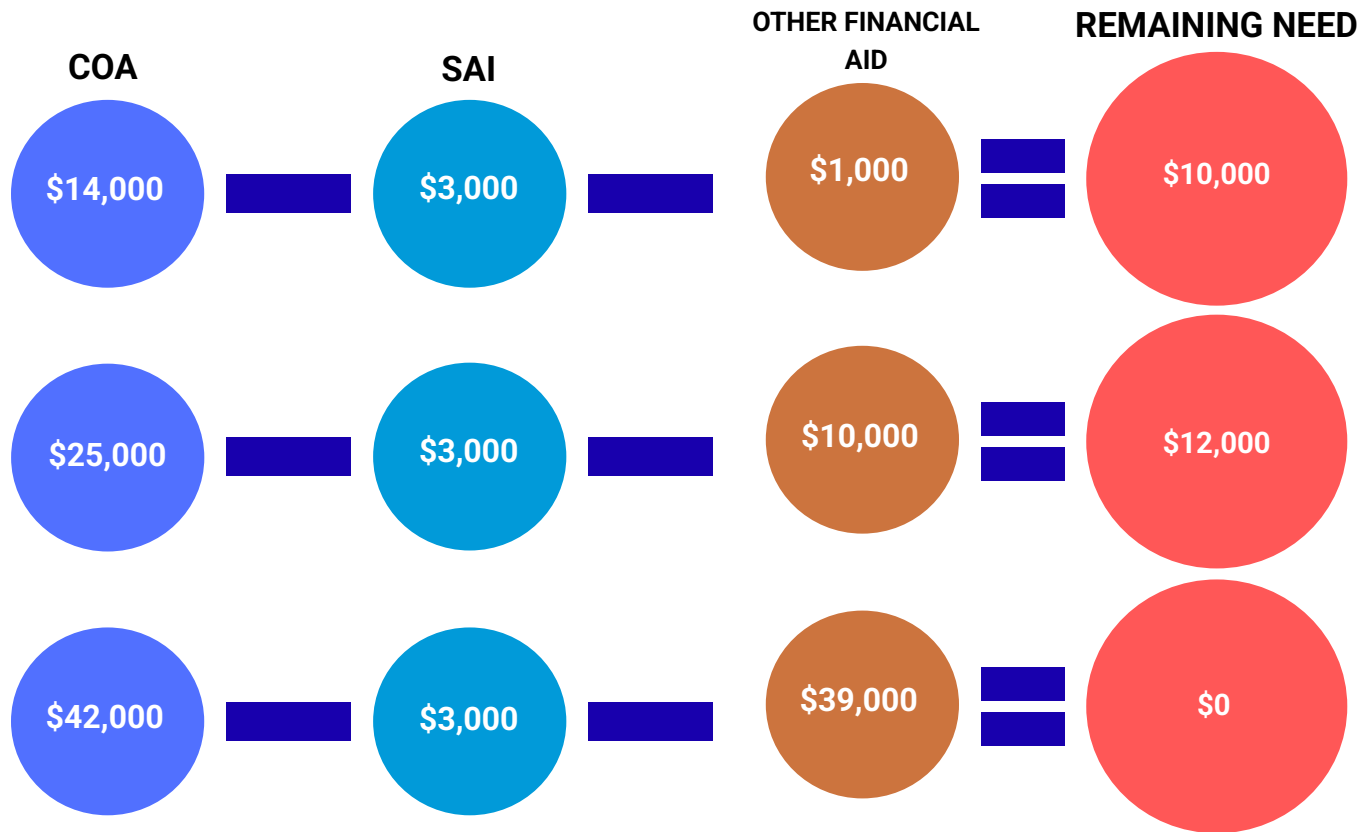 COA
SAI
OTHER FINANCIAL
AID
REMAINING NEED
$14,000
$3,000
$1,000
$10,000
$25,000
$3,000
$10,000
$12,000
$42,000
$3,000
$39,000
$0